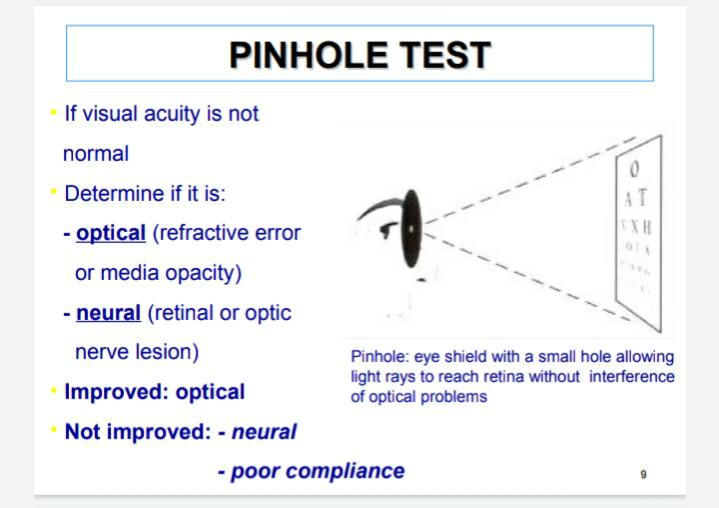 PINHOLE TEST
• If visual acuity is not
normal
• Determine if it is:
- optical (refractive error
or media opacity)
- neural (retinal or optic
nerve lesion)
• Improved: optical
• Not improved: - neural
- poor compliance
O
A T
X H
Pinhole: eye shield with a small hole allowing
light rays to reach retina without interference
of optical problems
9